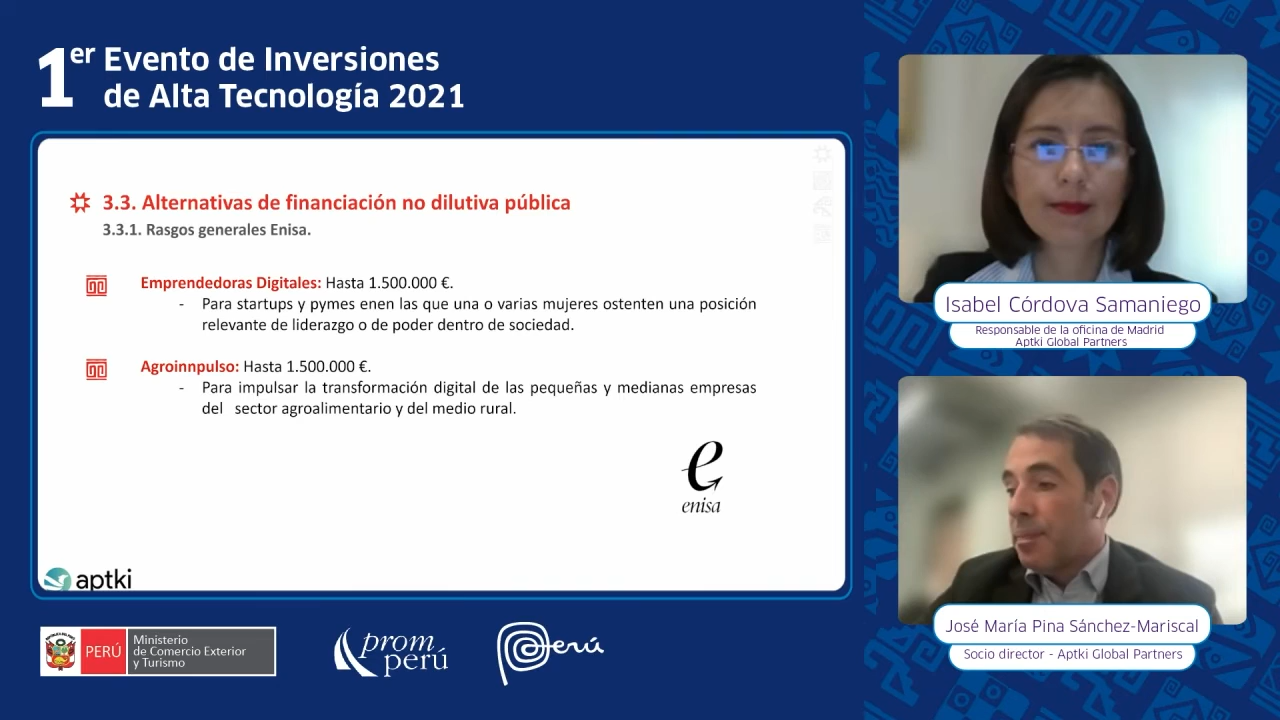 1er Evento de Inversiones
de Alta Tecnología 2021
3.3. Alternativas de financiación no dilutiva pública
3.3.1. Rasgos generales Enisa.
Emprendedoras Digitales: Hasta 1.500.000 €.
- Para startups y pymes enen las que una o varias mujeres ostenten una posición
relevante de liderazgo o de poder dentro de sociedad.
Agroinnpulso: Hasta 1.500.000 €.
- Para impulsar la transformación digital de las pequeñas y medianas empresas
del sector agroalimentario y del medio rural.
e
enisa
aptki
PERÚ
Ministerio
de Comercio Exterior
y Turismo
prom
perú
Perú
Isabel Córdova Samaniego
Responsable de la oficina de Madrid
Aptki Global Partners
José María Pina Sánchez-Mariscal
Socio director - Aptki Global Partners